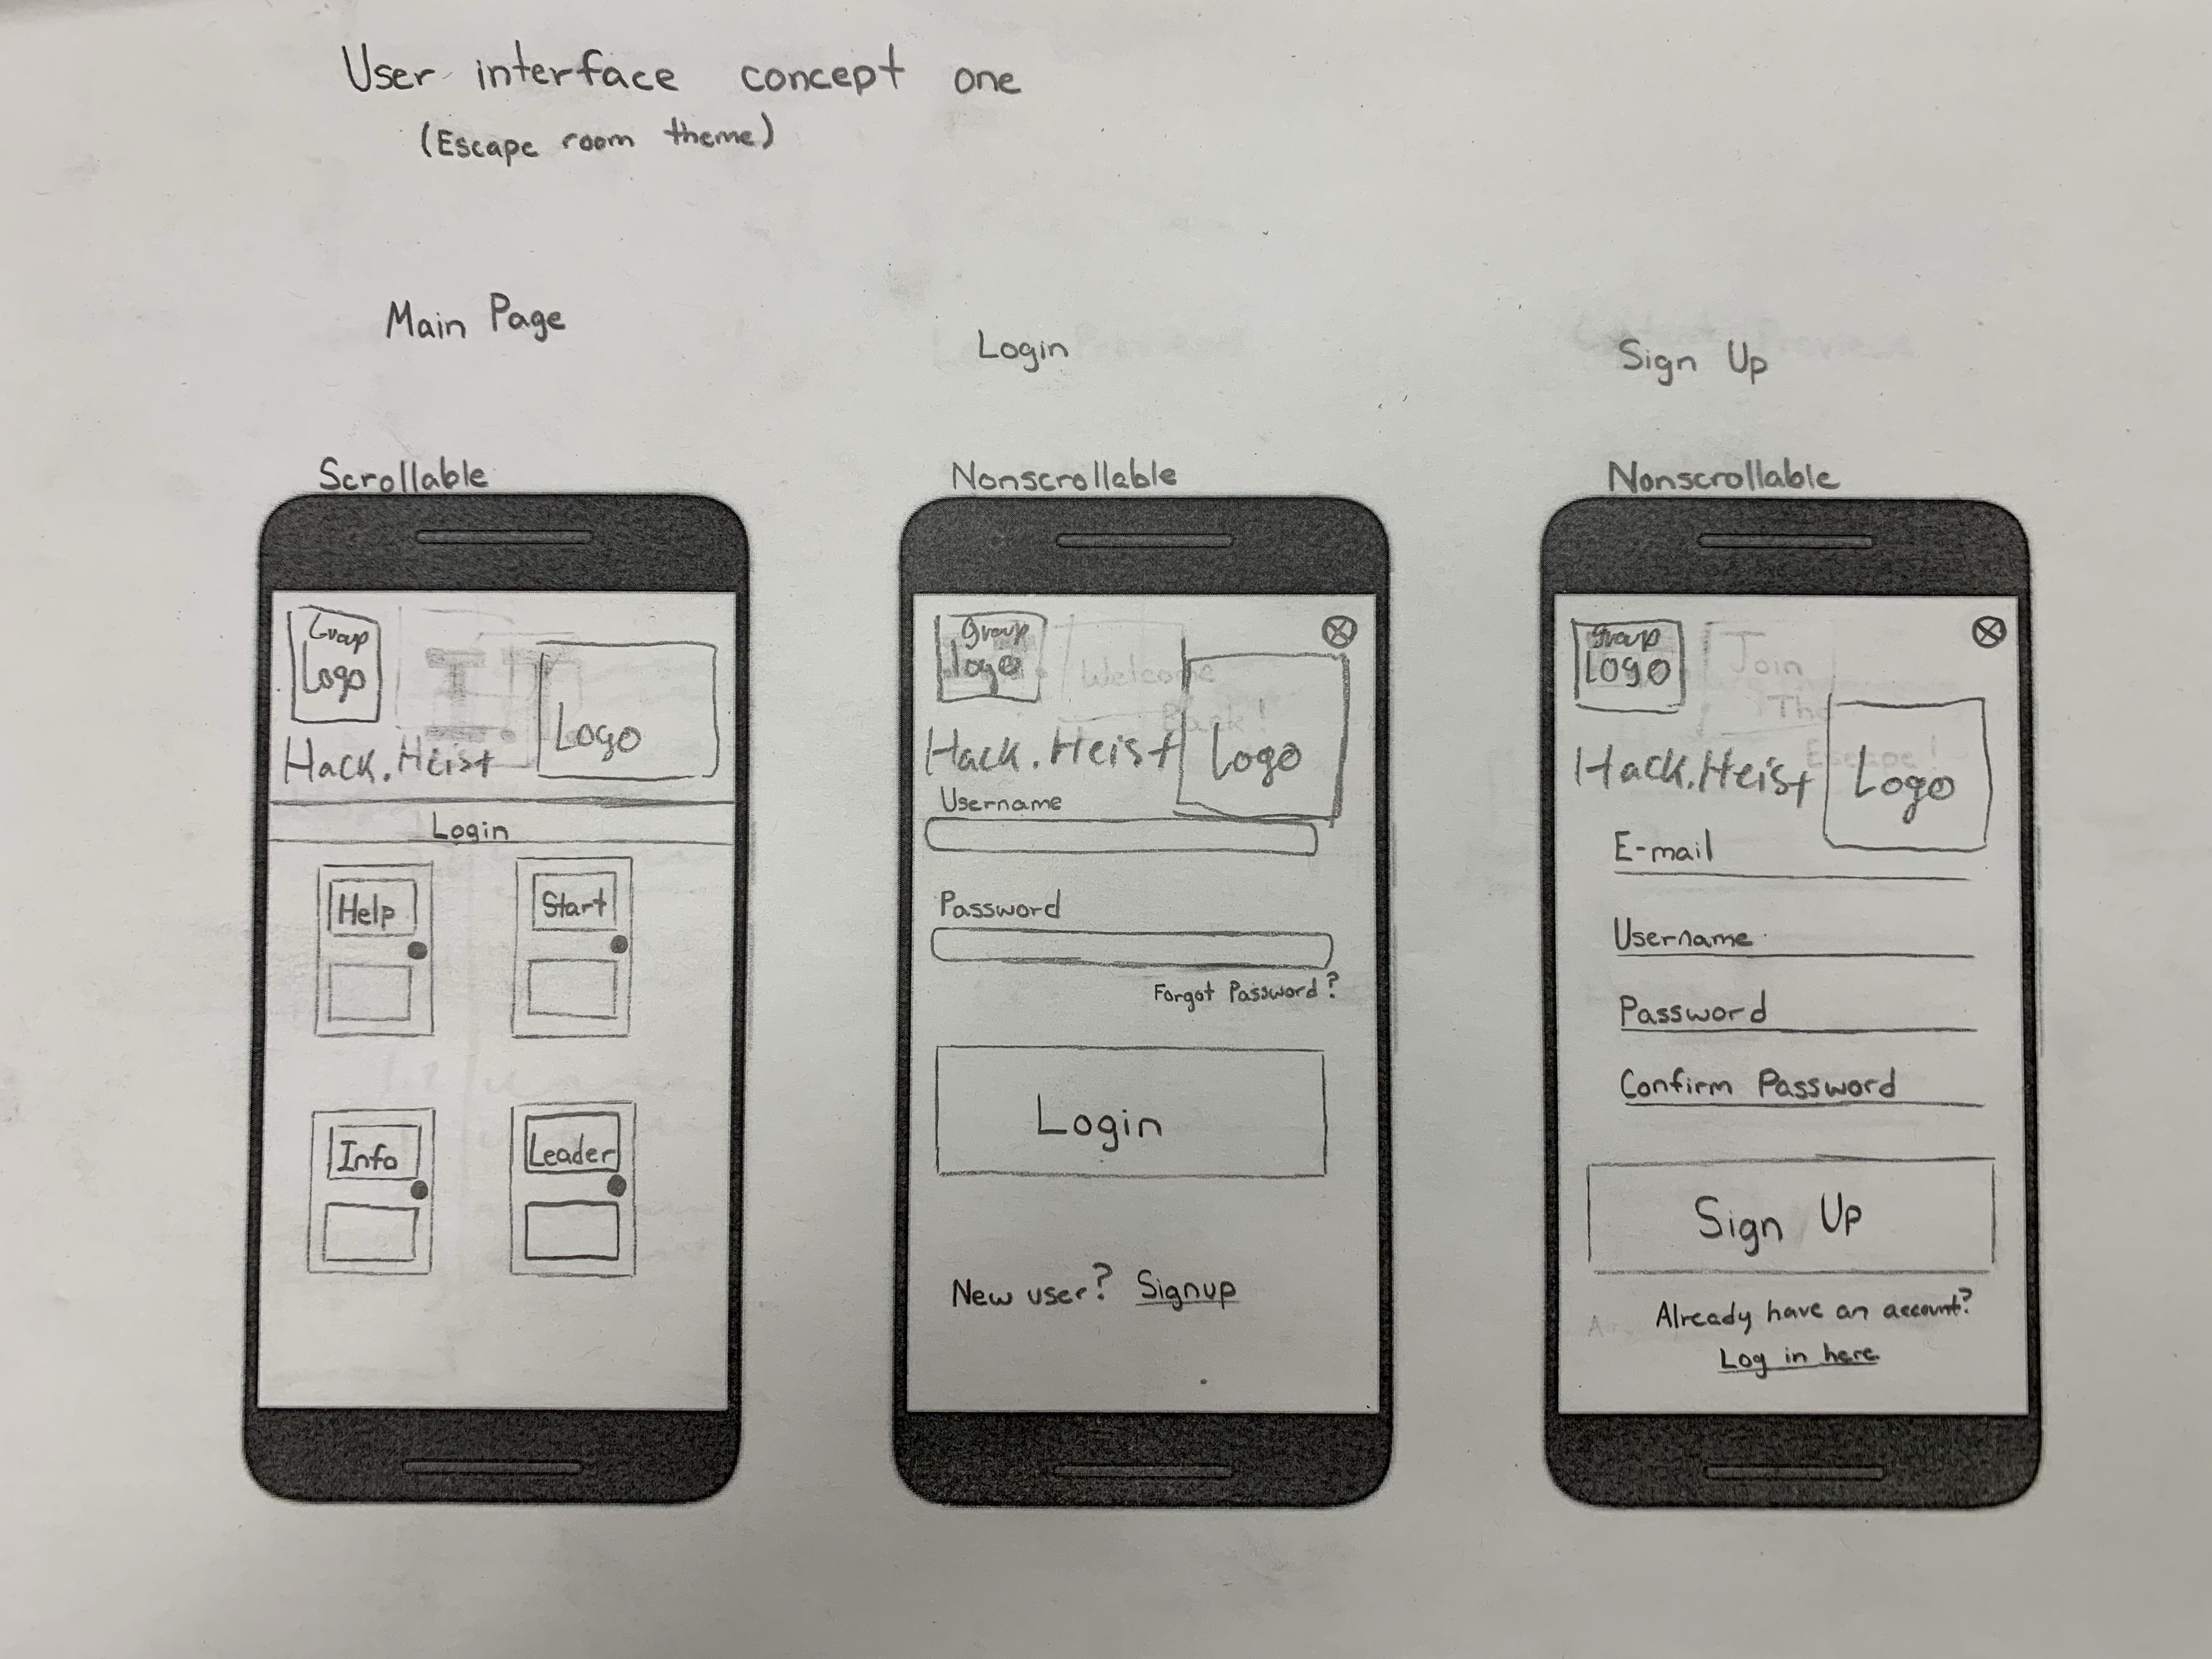 User interface concept one
(Escape room theme)
Main Page
Login
Sign Up
Scrollable
Nonscrollable
Nonscrollable
Group
Logo
Hack.Heist
Logo
Login
Help
Start
Info
Leader
group
logo
Welcome
Hack.Heist
Logo
Username
Password
Forgot Password?
Login
New user? Signup
group
Logo
Join
The
Hack.Heist
Logo
E-mail
Username
Password
Confirm Password
Sign Up
Already have an account?
Log in here